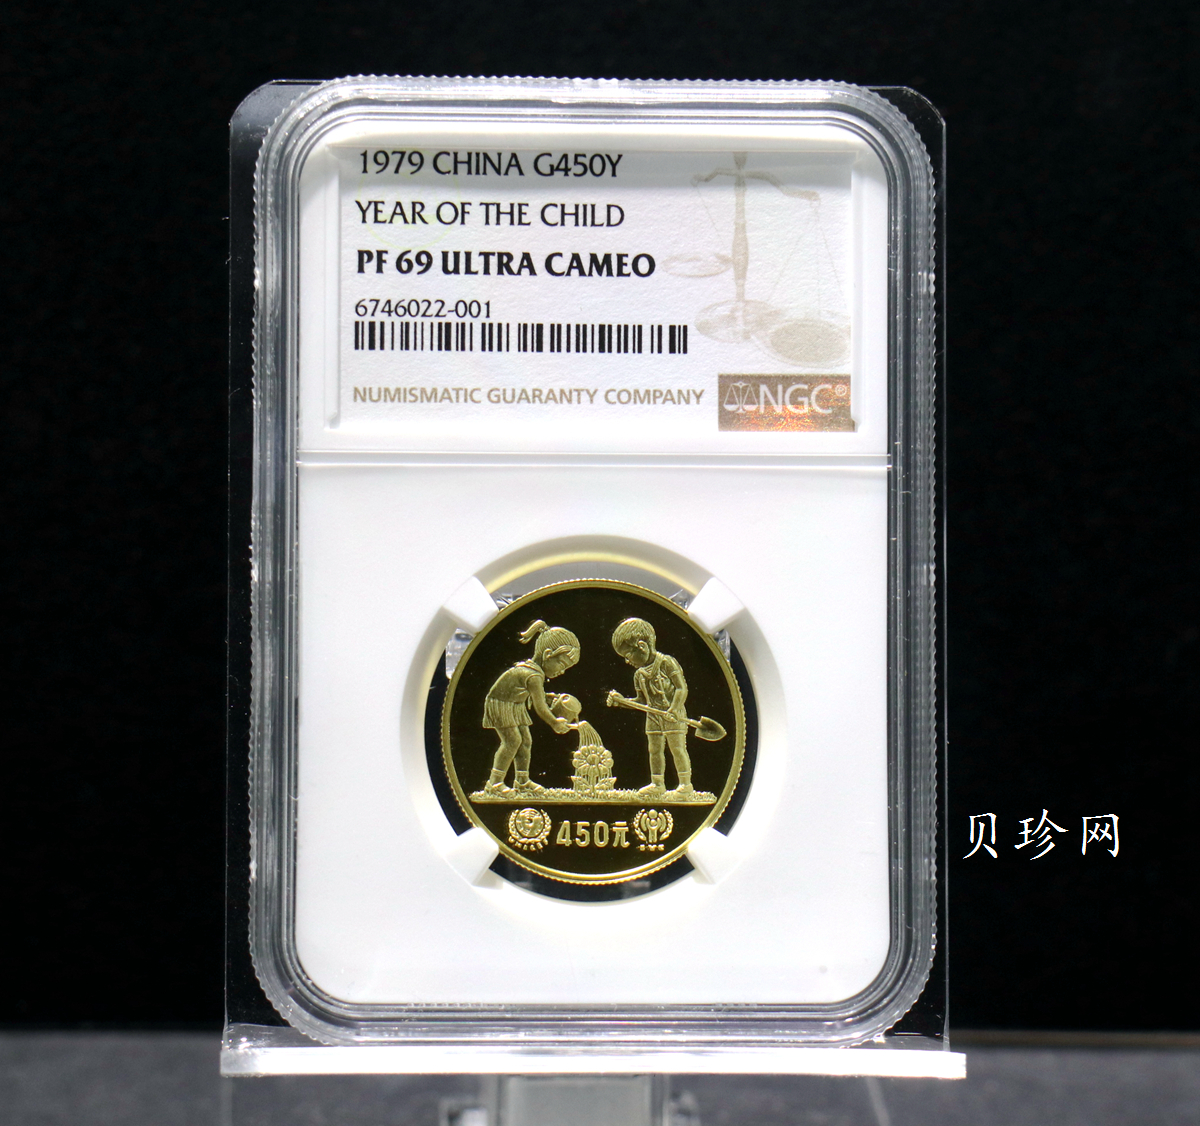 1979 CHINA G450Y
YEAR OF THE CHILD
PF 69 ULTRA CAMEO
6746022-001
NUMISMATIC GUARANTY COMPANY
NGC®
450元
贝珍网